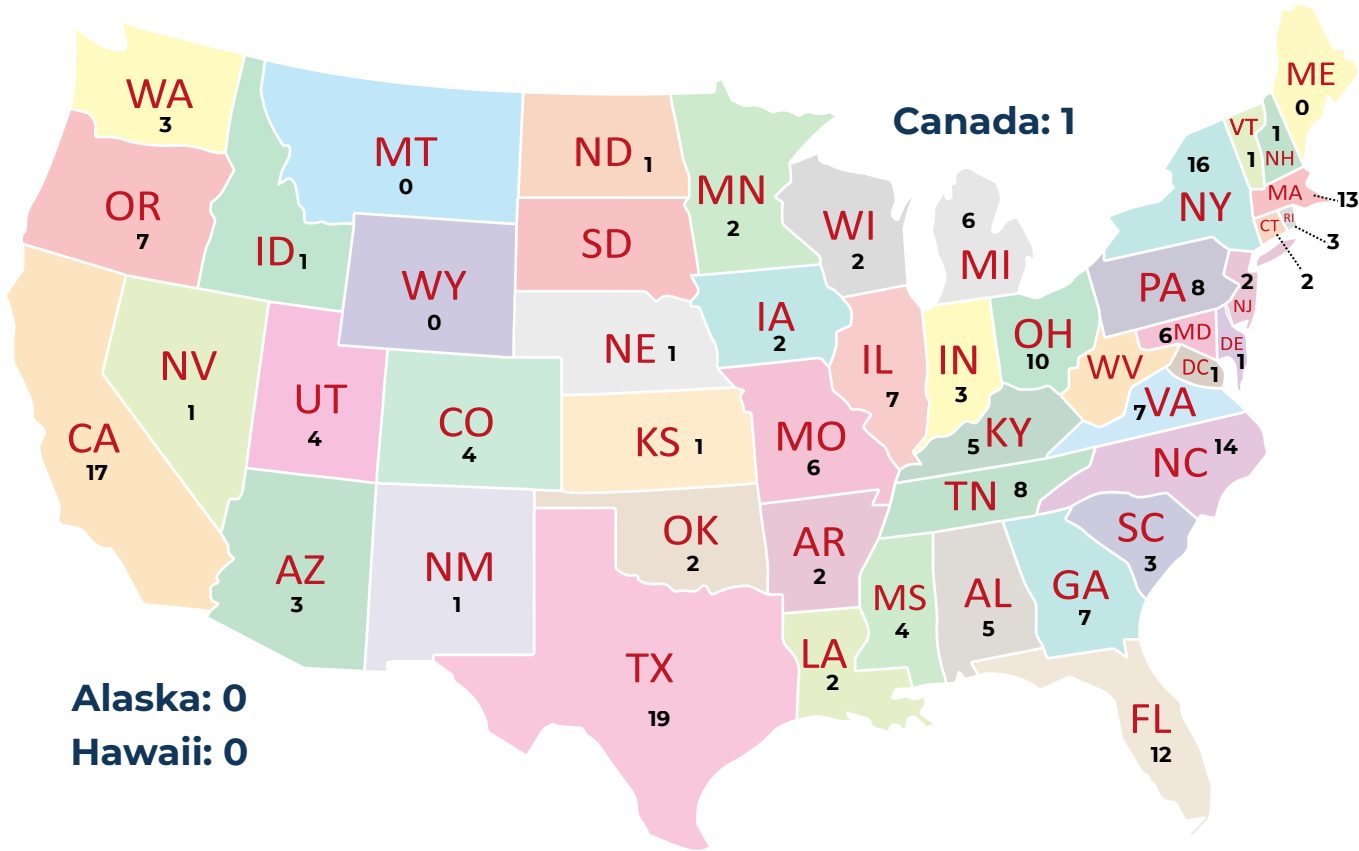 WA
3
OR
7
CA
17
NV
1
ID 1
MT
0
WY
0
UT
4
CO
4
AZ
3
NM
1
ND 1
SD
NE 1
KS 1
OK
2
TX
19
MN
2
IA
2
MO
6
AR
2
LA
2
WI
2
IL
7
MI
6
IN
3
OH
10
KY
5
TN 8
MS
4
AL
5
GA
7
FL
12
SC
3
NC 14
VA
7
WV
DC 1
MD
6
DE
1
PA 8
NJ
2
NY
16
CT
2
RI
3
MA
13
VT
1
NH
1
ME
0
Canada: 1
Alaska: 0
Hawaii: 0